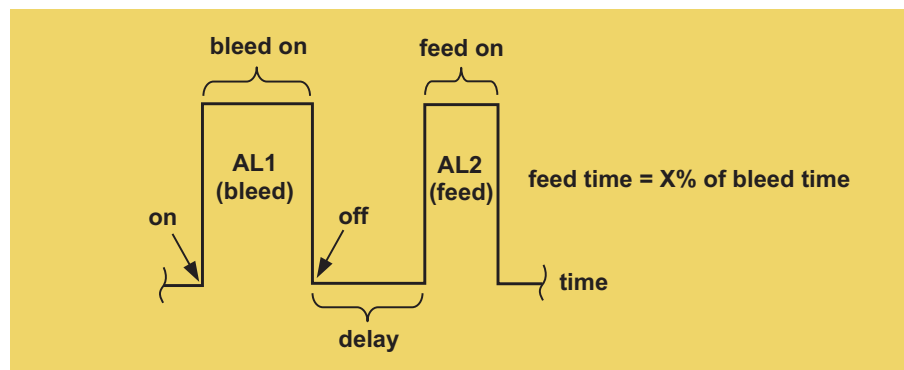 bleed on
feed on
AL1
(bleed)
AL2
(feed)
feed time = X% of bleed time
on
off
time
delay